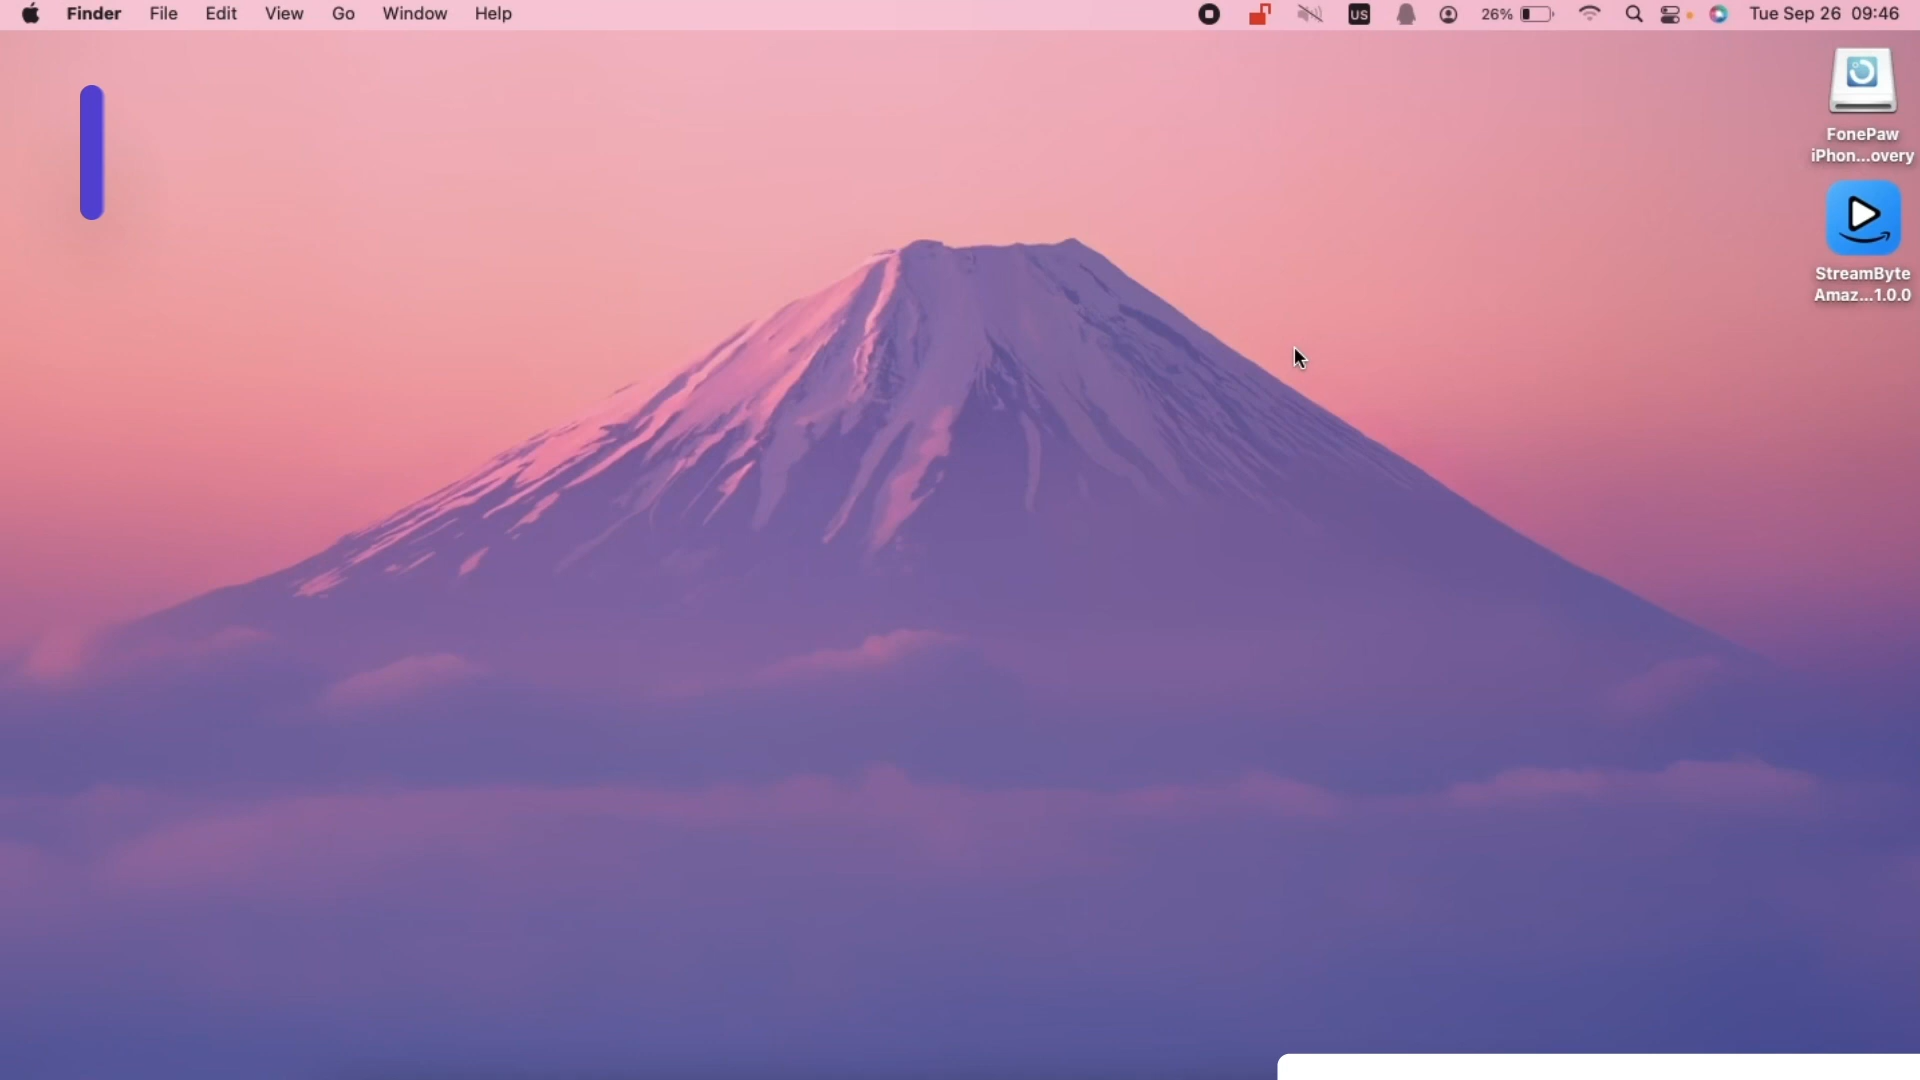 Finder File Edit View Go Window Help US 26% Tue Sep 26 09:46
FonePaw
iPhon...overy
StreamByte
Amaz...1.0.0